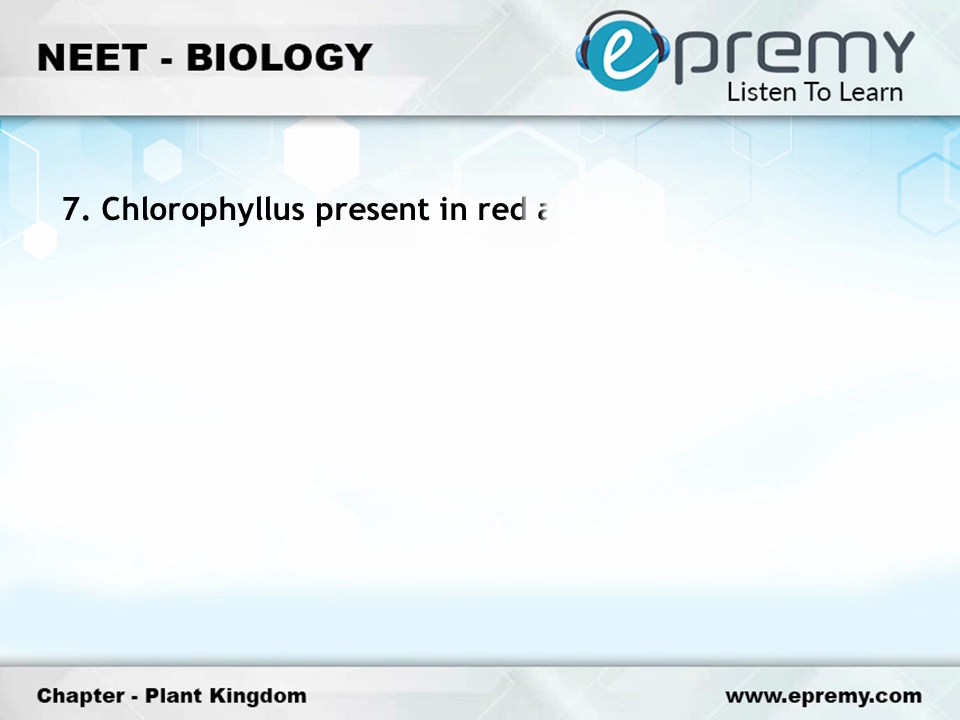 NEET - BIOLOGY
epremy
Listen To Learn
7. Chlorophyllus present in red
Chapter - Plant Kingdom
www.epremy.com